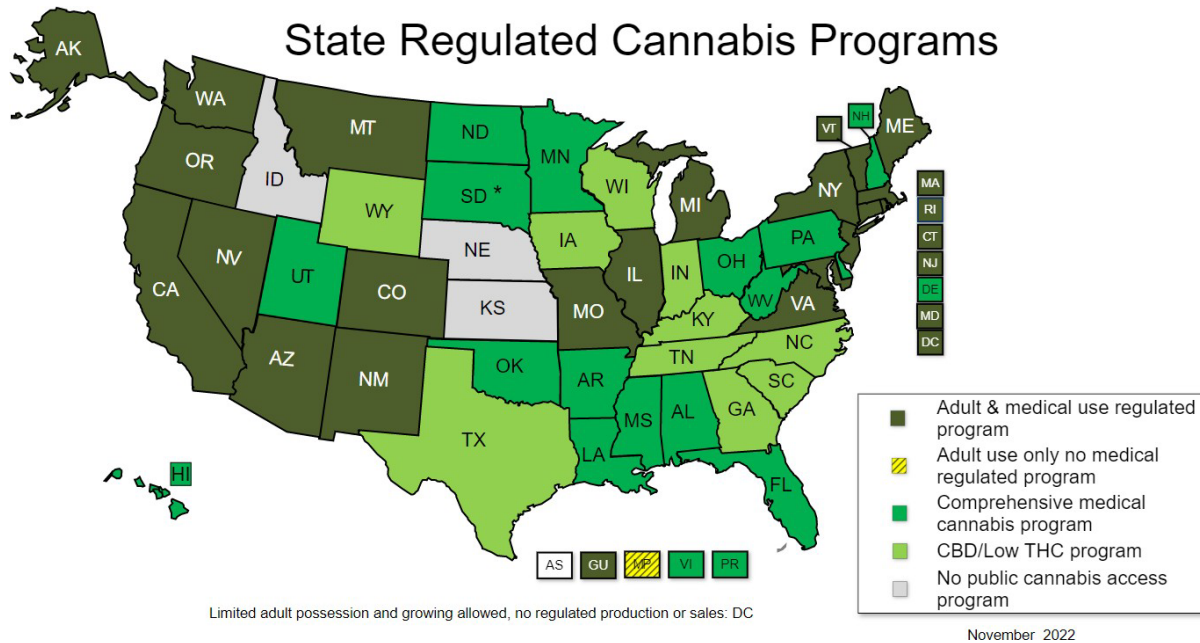 State Regulated Cannabis Programs
AK
WA
MT
ND
MN
VT
NH
ME
OR
ID
WY
SD *
WI
MI
NY
MA
RI
CT
NJ
DE
MD
DC
NV
UT
CO
NE
IA
IL
IN
OH
PA
WV
VA
CA
KS
MO
KY
NC
AZ
NM
OK
AR
TN
SC
TX
LA
MS
AL
GA
FL
HI
AS
GU
MP
VI
PR
Adult & medical use regulated
program
Adult use only no medical
regulated program
Comprehensive medical
cannabis program
CBD/Low THC program
No public cannabis access
program
Limited adult possession and growing allowed, no regulated production or sales: DC
November 2022